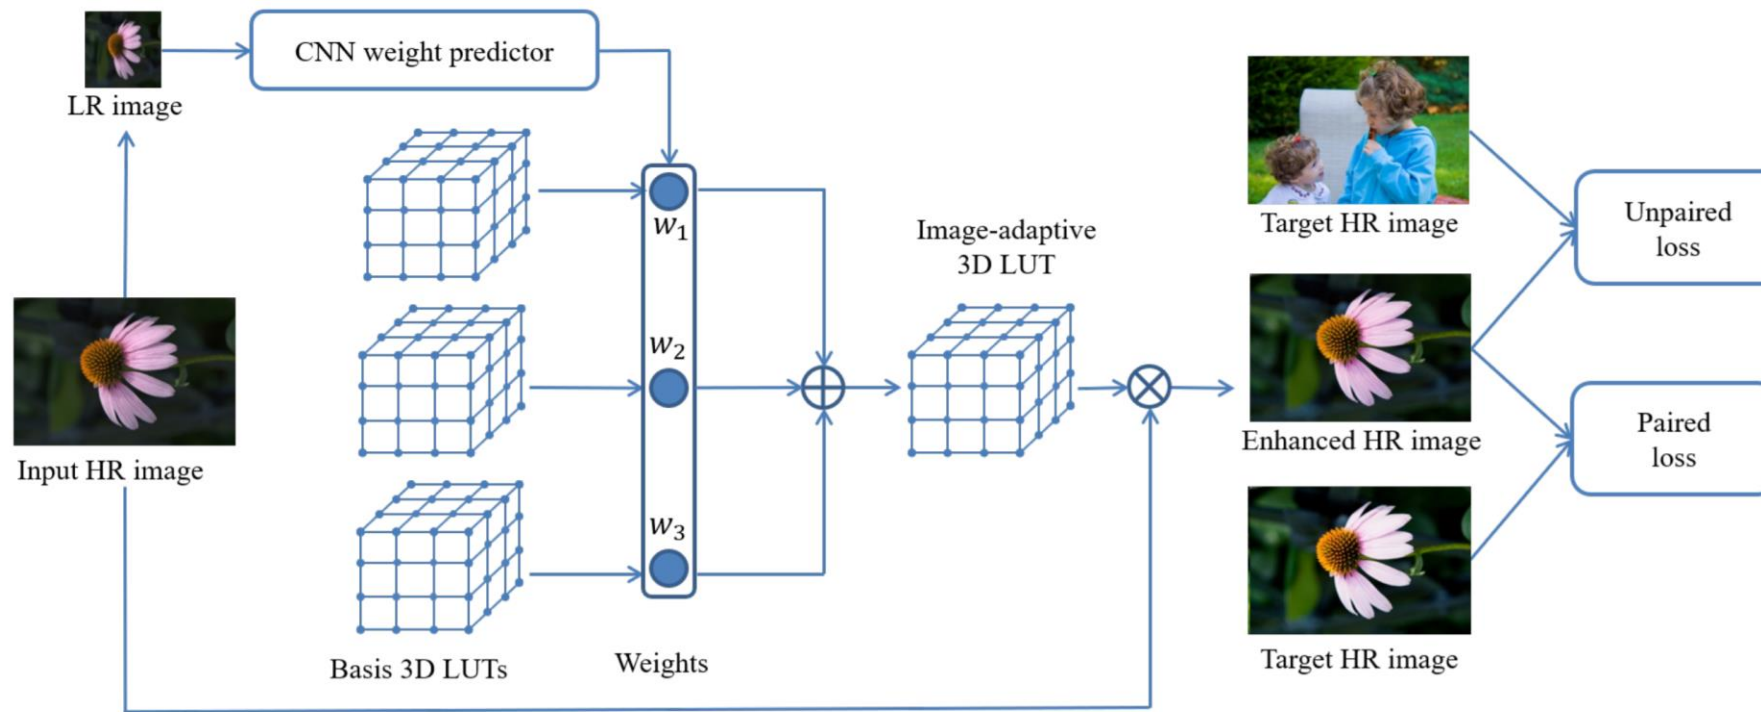 CNN weight predictor
LR image
Input HR image
Basis 3D LUTs
w1
w2
w3
Weights
Image-adaptive
3D LUT
Target HR image
Enhanced HR image
Target HR image
Unpaired
loss
Paired
loss